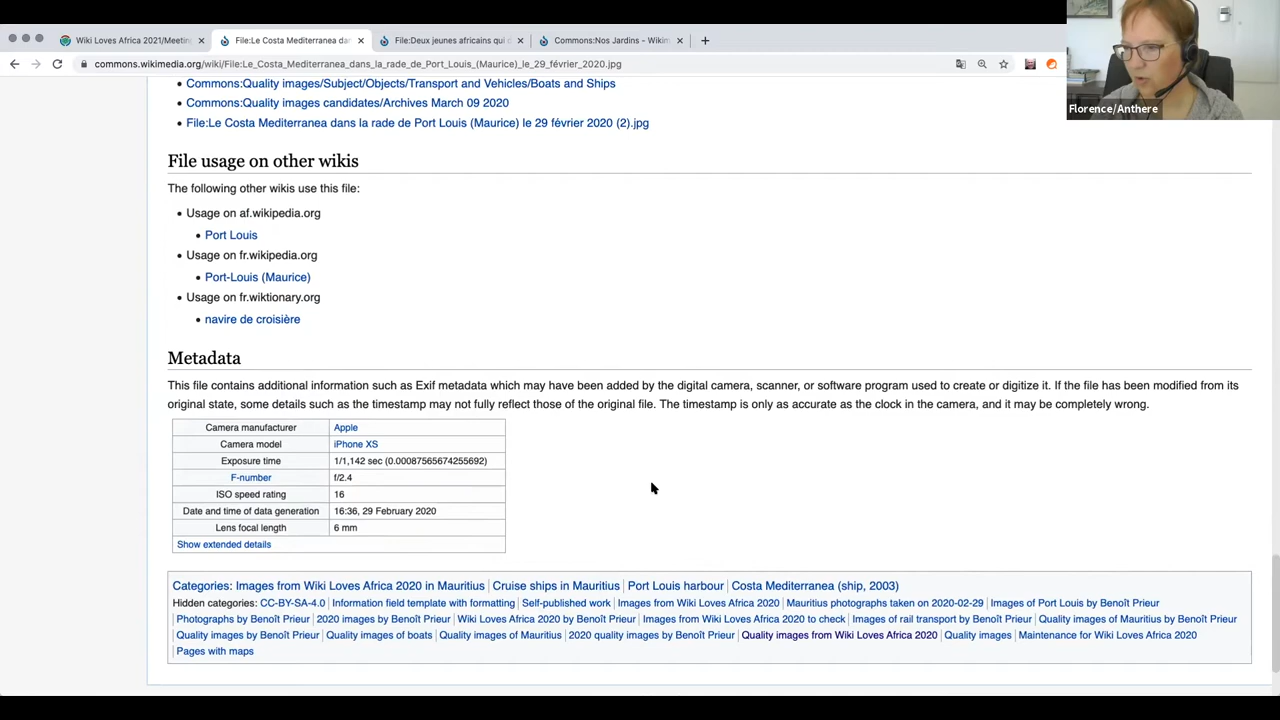 Wiki Loves Africa 2021/Meetin
File:Le Costa Mediterranea dan
File:Deux jeunes africains qui d
Commons:Nos Jardins - Wikim
commons.wikimedia.org/wiki/File:Le_Costa_Mediterranea_dans_la_rade_de_Port_Louis_(Maurice)_le_29_février_2020.jpg
Florence/Anthere
Commons:Quality images/Subject/Objects/Transport and Vehicles/Boats and Ships
Commons:Quality images candidates/Archives March 09 2020
File:Le Costa Mediterranea dans la rade de Port Louis (Maurice) le 29 février 2020 (2).jpg
File usage on other wikis
The following other wikis use this file:
Usage on af.wikipedia.org
Port Louis
Usage on fr.wikipedia.org
Port-Louis (Maurice)
Usage on fr.wiktionary.org
navire de croisière
Metadata
This file contains additional information such as Exif metadata which may have been added by the digital camera, scanner, or software program used to create or digitize it. If the file has been modified from its
original state, some details such as the timestamp may not fully reflect those of the original file. The timestamp is only as accurate as the clock in the camera, and it may be completely wrong.
Camera manufacturer Apple
Camera model iPhone XS
Exposure time 1/1,142 sec (0.00087565674255692)
F-number f/2.4
ISO speed rating 16
Date and time of data generation 16:36, 29 February 2020
Lens focal length 6 mm
Show extended details
Categories: Images from Wiki Loves Africa 2020 in Mauritius | Cruise ships in Mauritius | Port Louis harbour | Costa Mediterranea (ship, 2003)
Hidden categories: CC-BY-SA-4.0 | Information field template with formatting | Self-published work | Images from Wiki Loves Africa 2020 | Mauritius photographs taken on 2020-02-29 | Images of Port Louis by Benoît Prieur
Photographs by Benoît Prieur | 2020 images by Benoît Prieur | Wiki Loves Africa 2020 by Benoît Prieur | Images from Wiki Loves Africa 2020 to check | Images of rail transport by Benoît Prieur | Quality images of Mauritius by Benoît Prieur
Quality images by Benoît Prieur | Quality images of boats | Quality images of Mauritius | 2020 quality images by Benoît Prieur | Quality images from Wiki Loves Africa 2020 | Quality images | Maintenance for Wiki Loves Africa 2020
Pages with maps